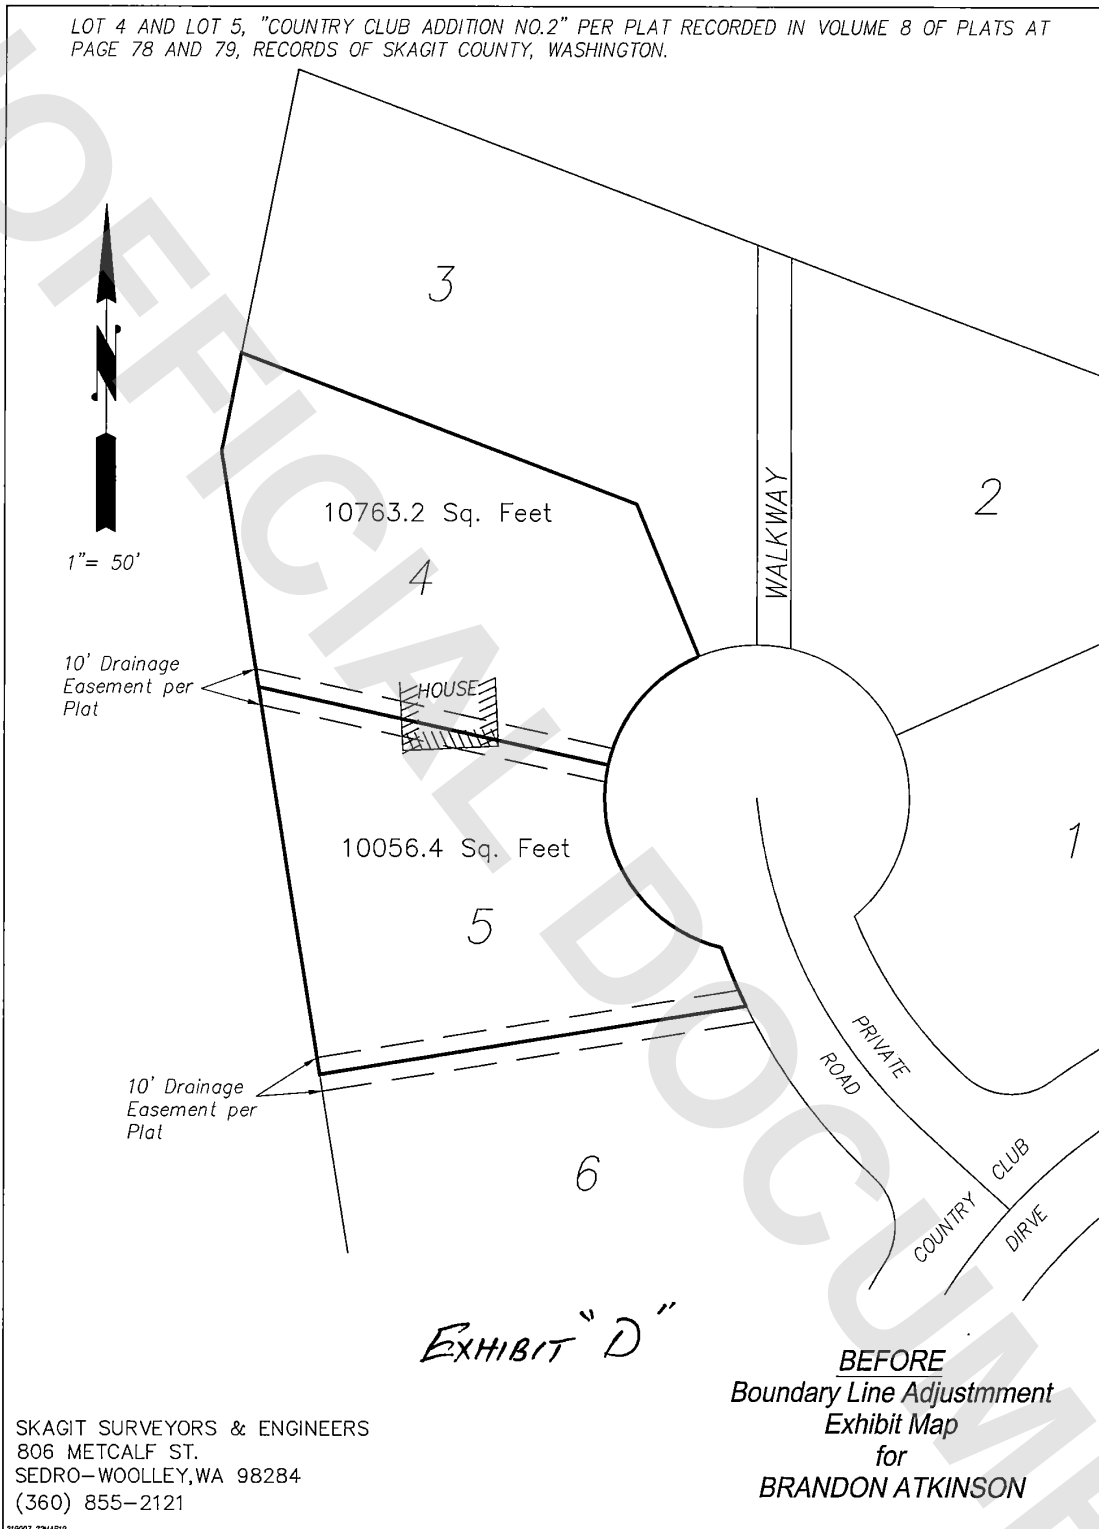 LOT 4 AND LOT 5, "COUNTRY CLUB ADDITION NO.2" PER PLAT RECORDED IN VOLUME 8 OF PLATS AT
PAGE 78 AND 79, RECORDS OF SKAGIT COUNTY, WASHINGTON.
3
N
WALKWAY
2
10763.2 Sq. Feet
1"= 50'
4
10' Drainage
Easement per
Plat
HOUSE
10056.4 Sq. Feet
1
5
PRIVATE
ROAD
10' Drainage
Easement per
Plat
6
COUNTRY CLUB
DIRVE
EXHIBIT "D"
BEFORE
Boundary Line Adjustmment
Exhibit Map
for
BRANDON ATKINSON
SKAGIT SURVEYORS & ENGINEERS
806 METCALF ST.
SEDRO-WOOLLEY, WA 98284
(360) 855-2121
OFFICIAL DOCUME